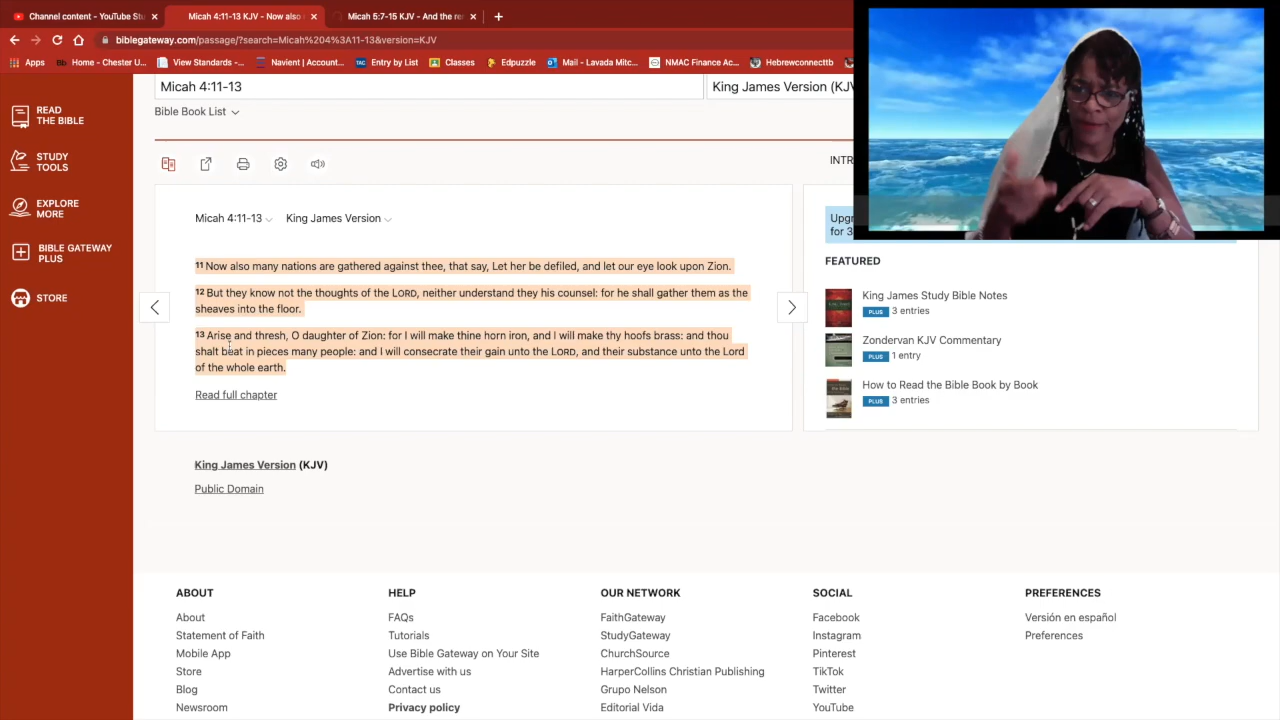 Channel content - YouTube Stu
Micah 4:11-13 KJV - Now also
Micah 5:7-15 KJV - And the re
biblegateway.com/passage/?search=Micah%204%3A11-13&version=KJV
Apps
Home - Chester U...
View Standards -...
Navient | Account...
TAC Entry by List
Classes
Edpuzzle
Mail - Lavada Mitc...
NMAC Finance Ac...
Hebrewconnecttb
Micah 4:11-13
King James Version (KJV
Bible Book List
READ
THE BIBLE
STUDY
TOOLS
EXPLORE
MORE
BIBLE GATEWAY
PLUS
STORE
INTR
Micah 4:11-13 King James Version
11 Now also many nations are gathered against thee, that say, Let her be defiled, and let our eye look upon Zion.
12 But they know not the thoughts of the LORD, neither understand they his counsel: for he shall gather them as the
sheaves into the floor.
13 Arise and thresh, O daughter of Zion: for I will make thine horn iron, and I will make thy hoofs brass: and thou
shalt beat in pieces many people: and I will consecrate their gain unto the LORD, and their substance unto the Lord
of the whole earth.
Read full chapter
King James Version (KJV)
Public Domain
Upgr
for 3
FEATURED
King James Study Bible Notes
PLUS 3 entries
Zondervan KJV Commentary
PLUS 1 entry
How to Read the Bible Book by Book
PLUS 3 entries
ABOUT
About
Statement of Faith
Mobile App
Store
Blog
Newsroom
HELP
FAQs
Tutorials
Use Bible Gateway on Your Site
Advertise with us
Contact us
Privacy policy
OUR NETWORK
FaithGateway
StudyGateway
ChurchSource
HarperCollins Christian Publishing
Grupo Nelson
Editorial Vida
SOCIAL
Facebook
Instagram
Pinterest
TikTok
Twitter
YouTube
PREFERENCES
Versión en español
Preferences